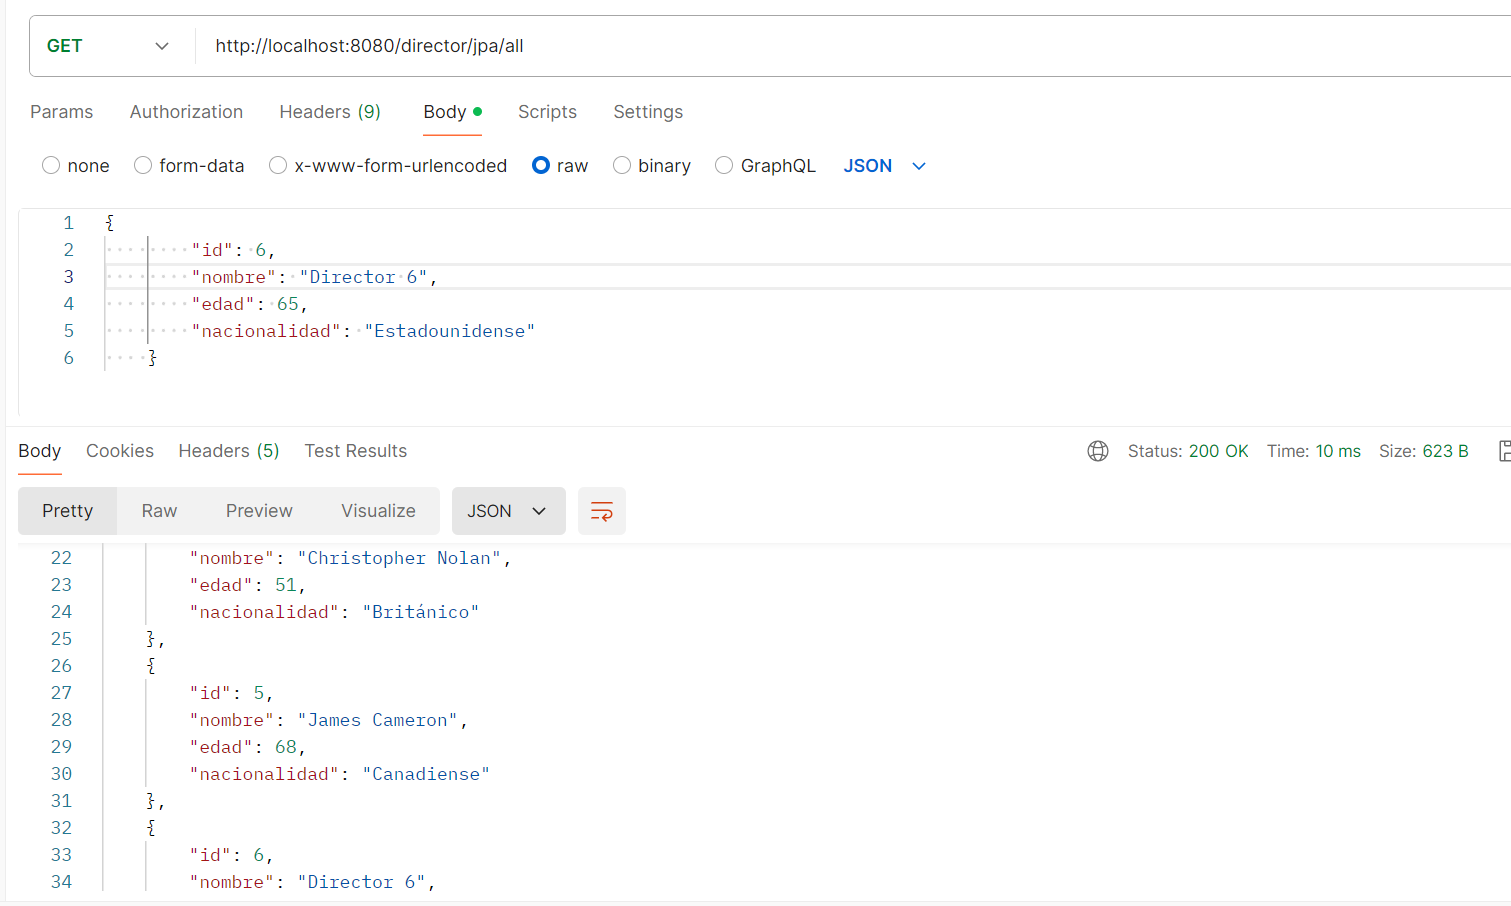 GET http://localhost:8080/director/jpa/all
Params Authorization Headers (9) Body Scripts Settings
none form-data x-www-form-urlencoded raw binary GraphQL JSON
1 {
2 "id": 6,
3 "nombre": "Director 6",
4 "edad": 65,
5 "nacionalidad": "Estadounidense"
6 }
Body Cookies Headers (5) Test Results Status: 200 OK Time: 10 ms Size: 623 B
Pretty Raw Preview Visualize JSON
22 "nombre": "Christopher Nolan",
23 "edad": 51,
24 "nacionalidad": "Británico"
25 },
26 {
27 "id": 5,
28 "nombre": "James Cameron",
29 "edad": 68,
30 "nacionalidad": "Canadiense"
31 },
32 {
33 "id": 6,
34 "nombre": "Director 6",